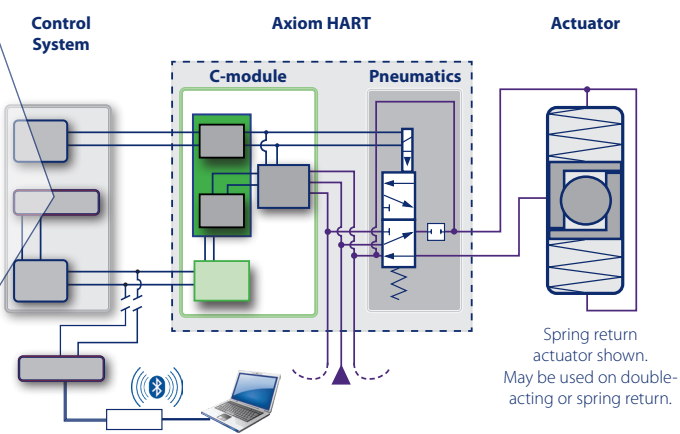 Control
System
Axiom HART
Actuator
C-module
Pneumatics
Spring return
actuator shown.
May be used on double-
acting or spring return.